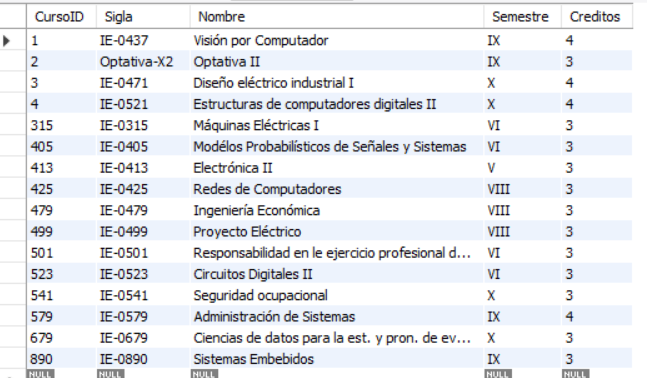 CursoID Sigla Nombre Semestre Creditos
1 IE-0437 Visión por Computador IX 4
2 Optativa-X2 Optativa II IX 3
3 IE-0471 Diseño eléctrico industrial I X 4
4 IE-0521 Estructuras de computadores digitales II X 4
315 IE-0315 Máquinas Eléctricas I VI 3
405 IE-0405 Modélos Probabilísticos de Señales y Sistemas VI 3
413 IE-0413 Electrónica II V 3
425 IE-0425 Redes de Computadores VIII 3
479 IE-0479 Ingeniería Económica VIII 3
499 IE-0499 Proyecto Eléctrico VIII 3
501 IE-0501 Responsabilidad en le ejercicio profesional d... VI 3
523 IE-0523 Circuitos Digitales II VI 3
541 IE-0541 Seguridad ocupacional X 3
579 IE-0579 Administración de Sistemas IX 4
679 IE-0679 Ciencias de datos para la est. y pron. de ev... X 3
890 IE-0890 Sistemas Embebidos IX 3
NULL NULL NULL NULL NULL